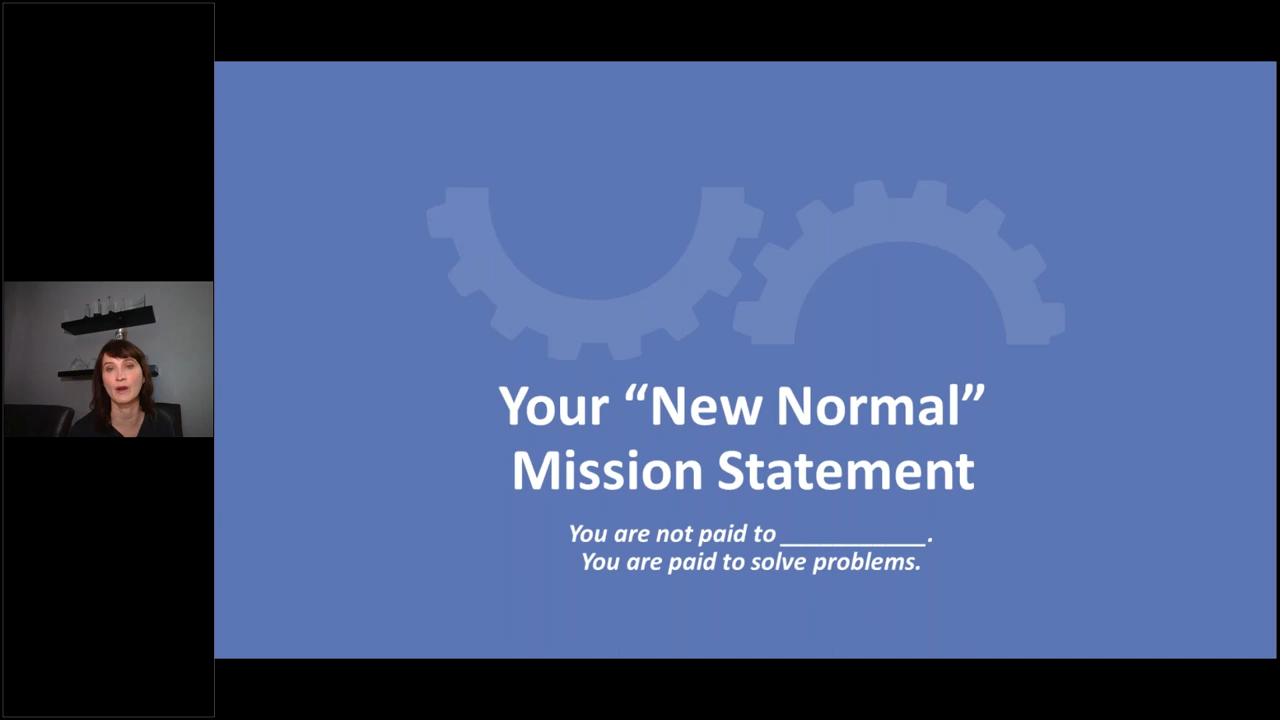 Your “New Normal”
Mission Statement
You are not paid to ___________.
You are paid to solve problems.